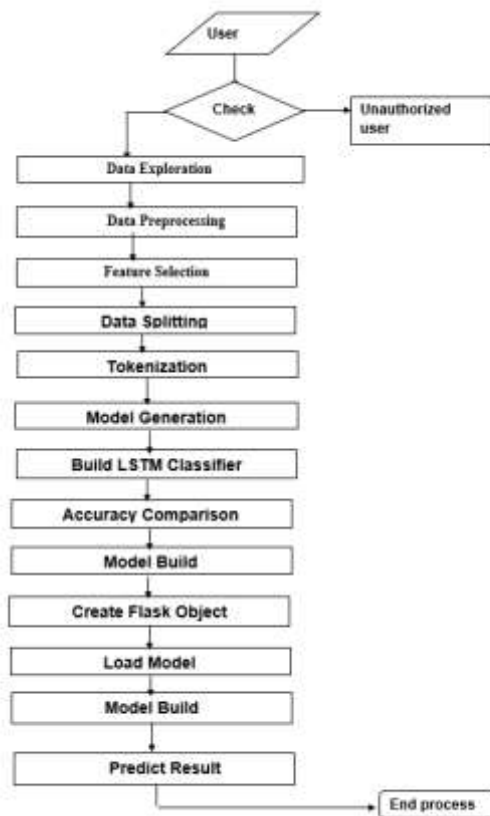 User
Check
Unauthorized
user
Data Exploration
Data Preprocessing
Feature Selection
Data Splitting
Tokenization
Model Generation
Build LSTM Classifier
Accuracy Comparison
Model Build
Create Flask Object
Load Model
Model Build
Predict Result
End process